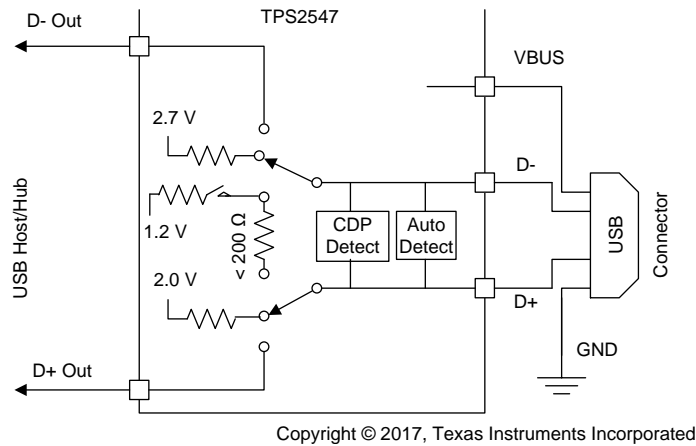 TPS2547
D- Out
VBUS
2.7 V
D-
1.2 V
< 200 Ω
CDP
Detect
Auto
Detect
USB Host/Hub
USB
Connector
2.0 V
D+
GND
D+ Out
Copyright © 2017, Texas Instruments Incorporated